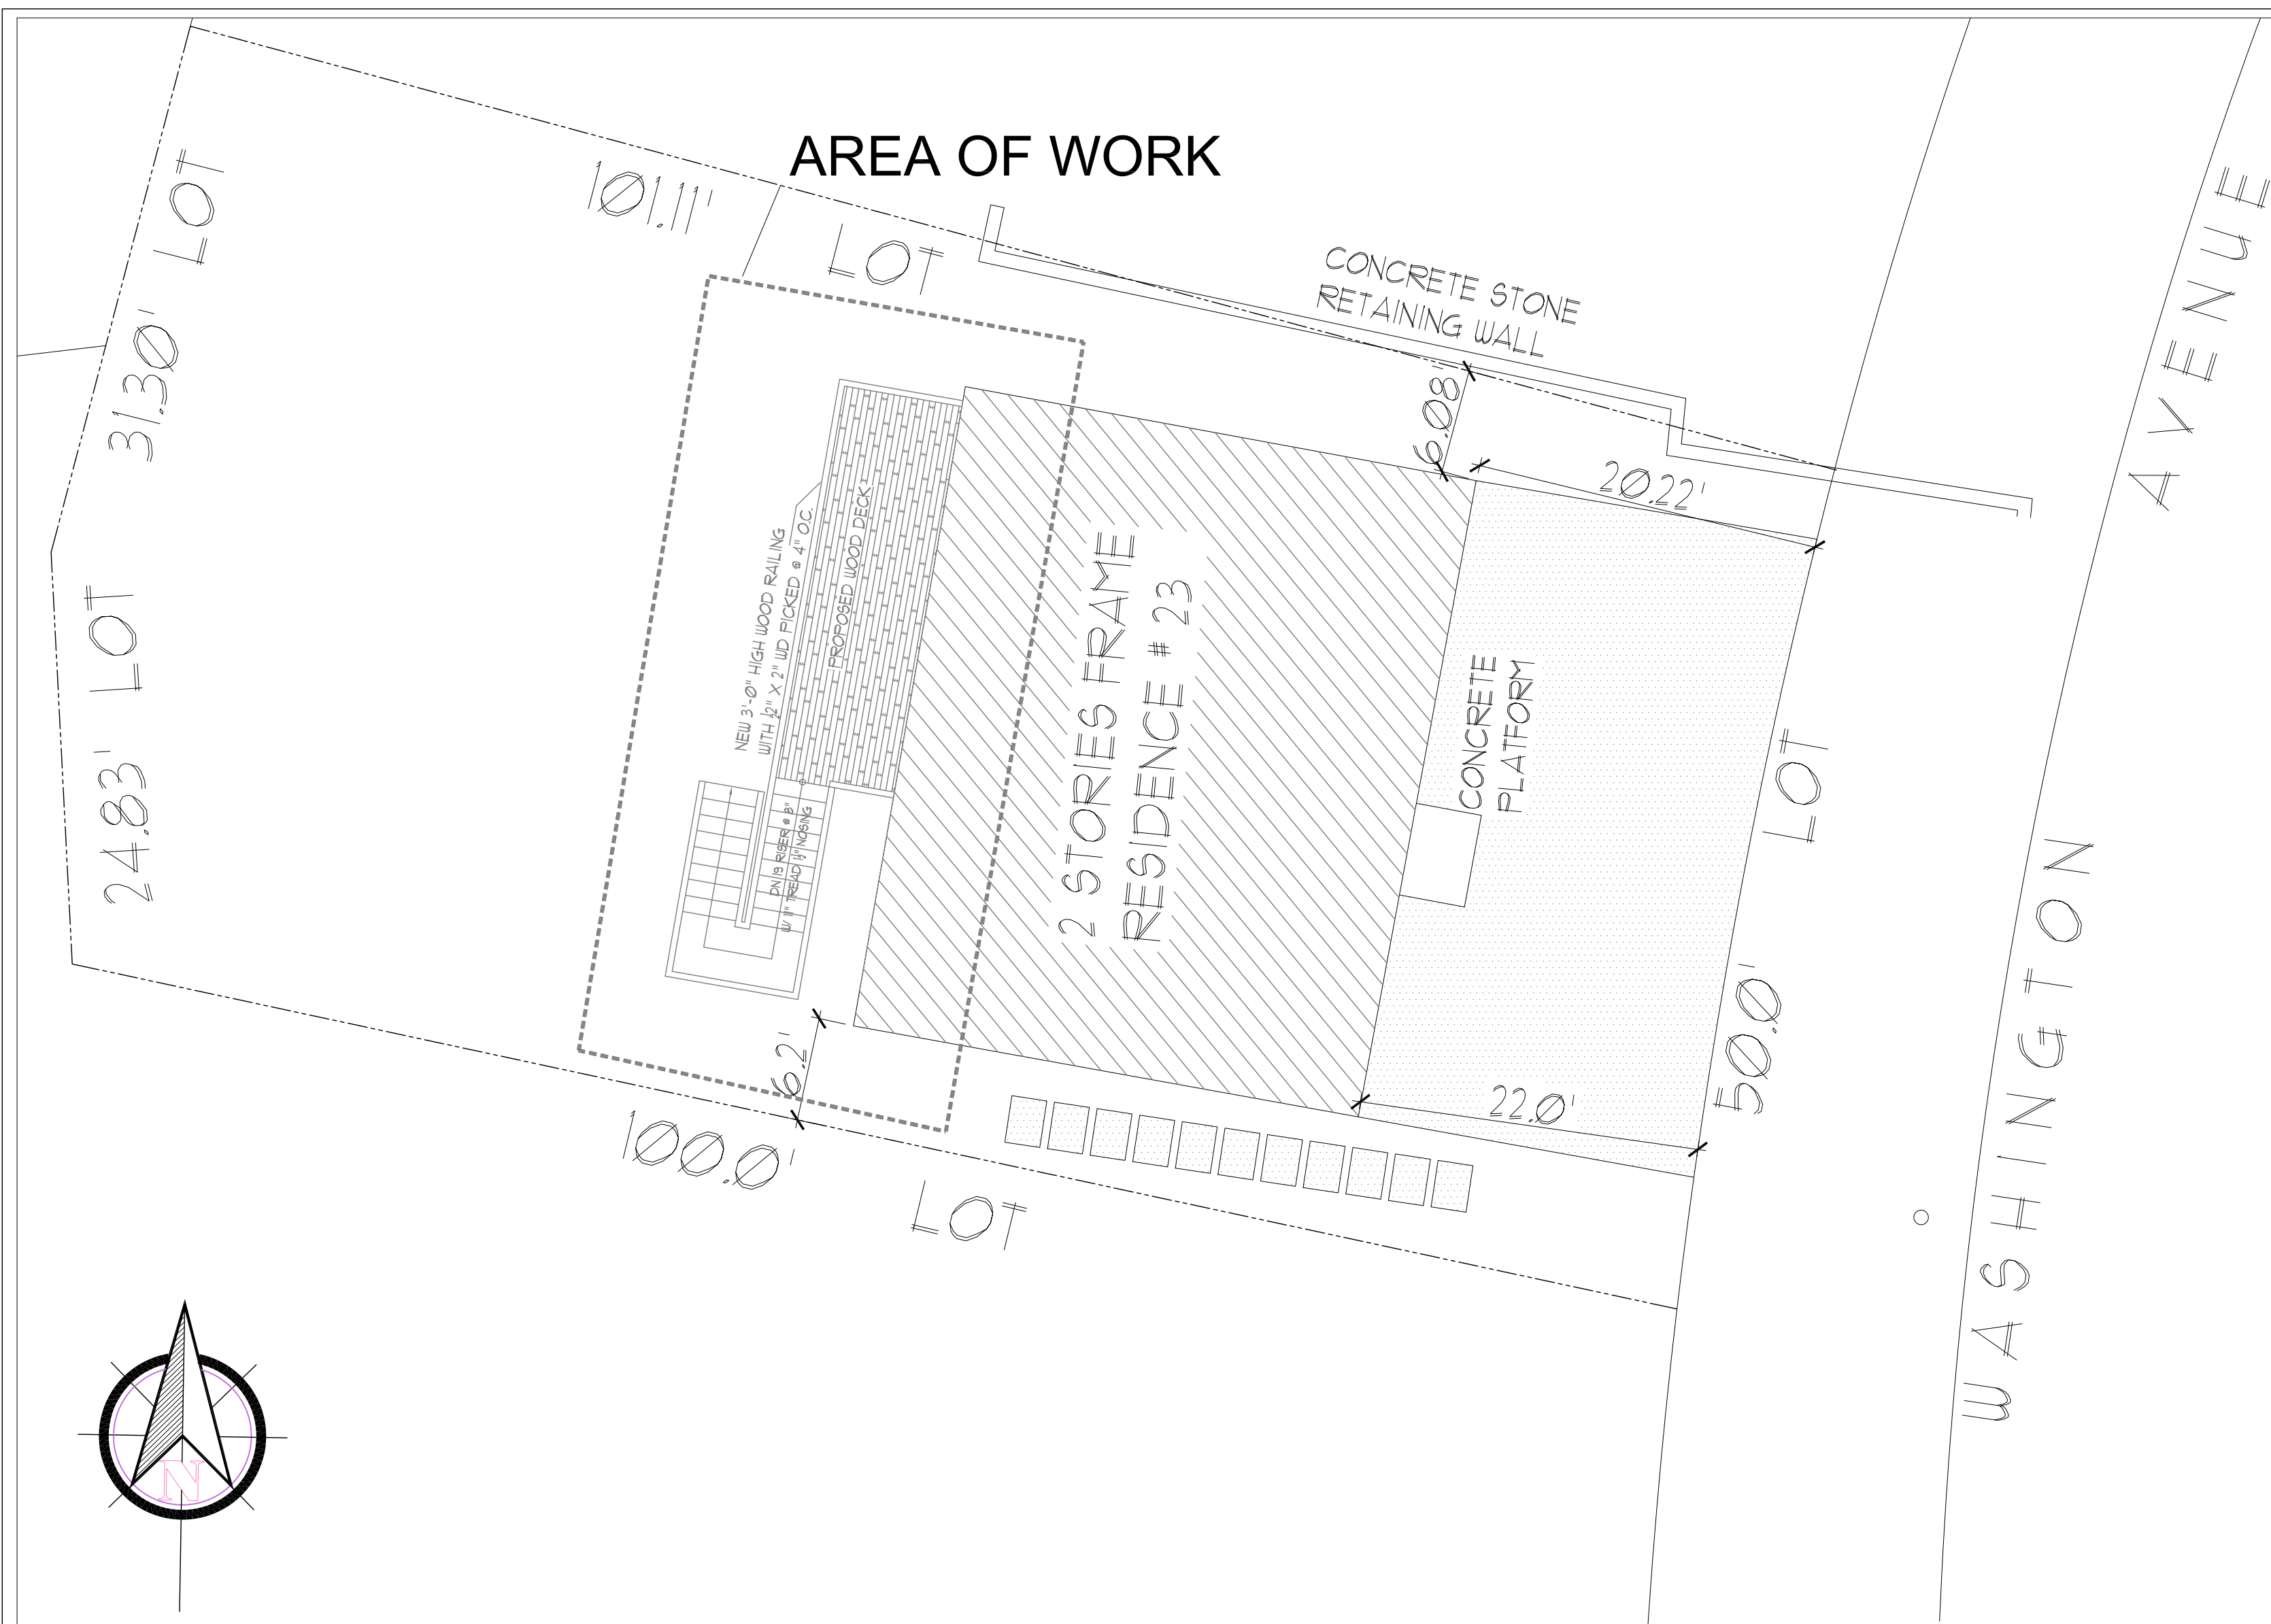 AREA OF WORK
101.11'
LOT
LOT
31.30'
CONCRETE STONE
RETAINING WALL
6.08'
20.22'
AVENUE
NEW 3'-0" HIGH WOOD RAILING
WITH ½" X 2" WD PICKED @ 4" O.C.
PROPOSED WOOD DECK
2 STORIES FRAME
RESIDENCE # 23
CONCRETE
PLATFORM
LOT
24.83'
DN 19 RISER @ 8"
W/ 11" TREAD 1½" NOSING
LOT
50.0'
WASHINGTON
6.2'
22.0'
100.0'
LOT
N